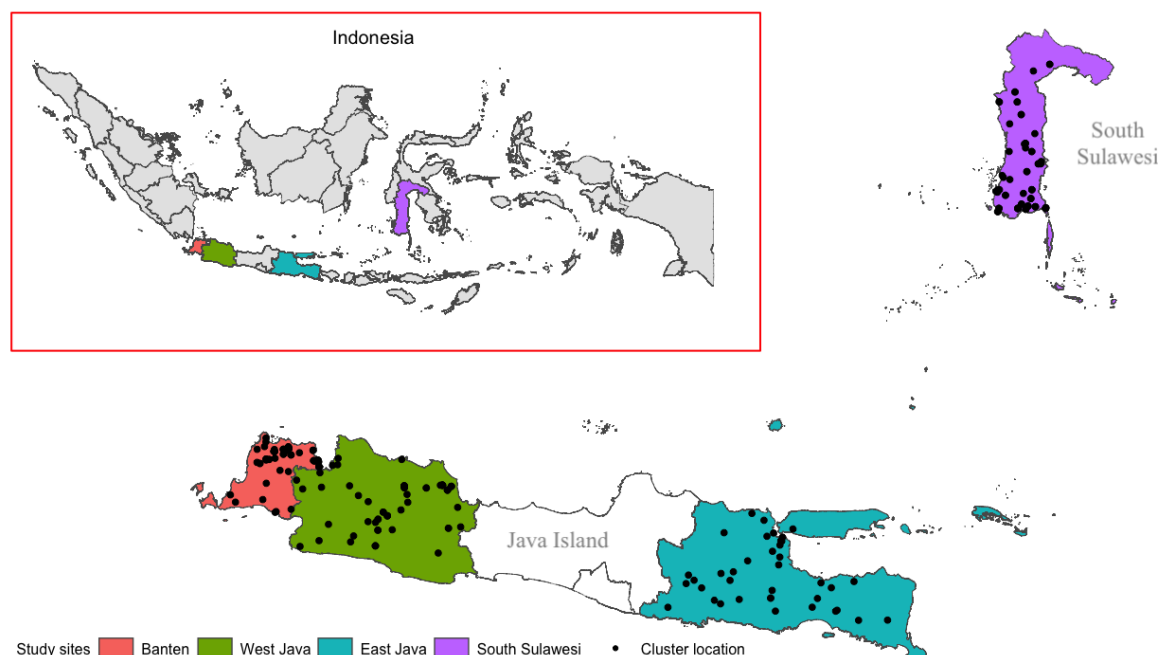 Indonesia
South
Sulawesi
Java Island
Study sites Banten West Java East Java South Sulawesi Cluster location